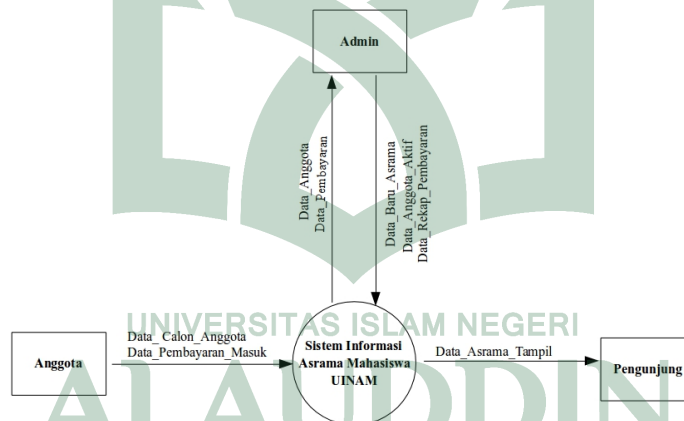 Admin
Data_Anggota
Data_Pembayaran
Data_Baru_Asrama
Data_Anggota_Aktif
Data_Rekap_Pembayaran
UNIVERSITAS ISLAM NEGERI
Anggota
Data_ Calon_Anggota
Data_Pembayaran_Masuk
Sistem Informasi
Asrama Mahasiswa
UINAM
Data_Asrama_Tampil
Pengunjung
ALAUDDIN